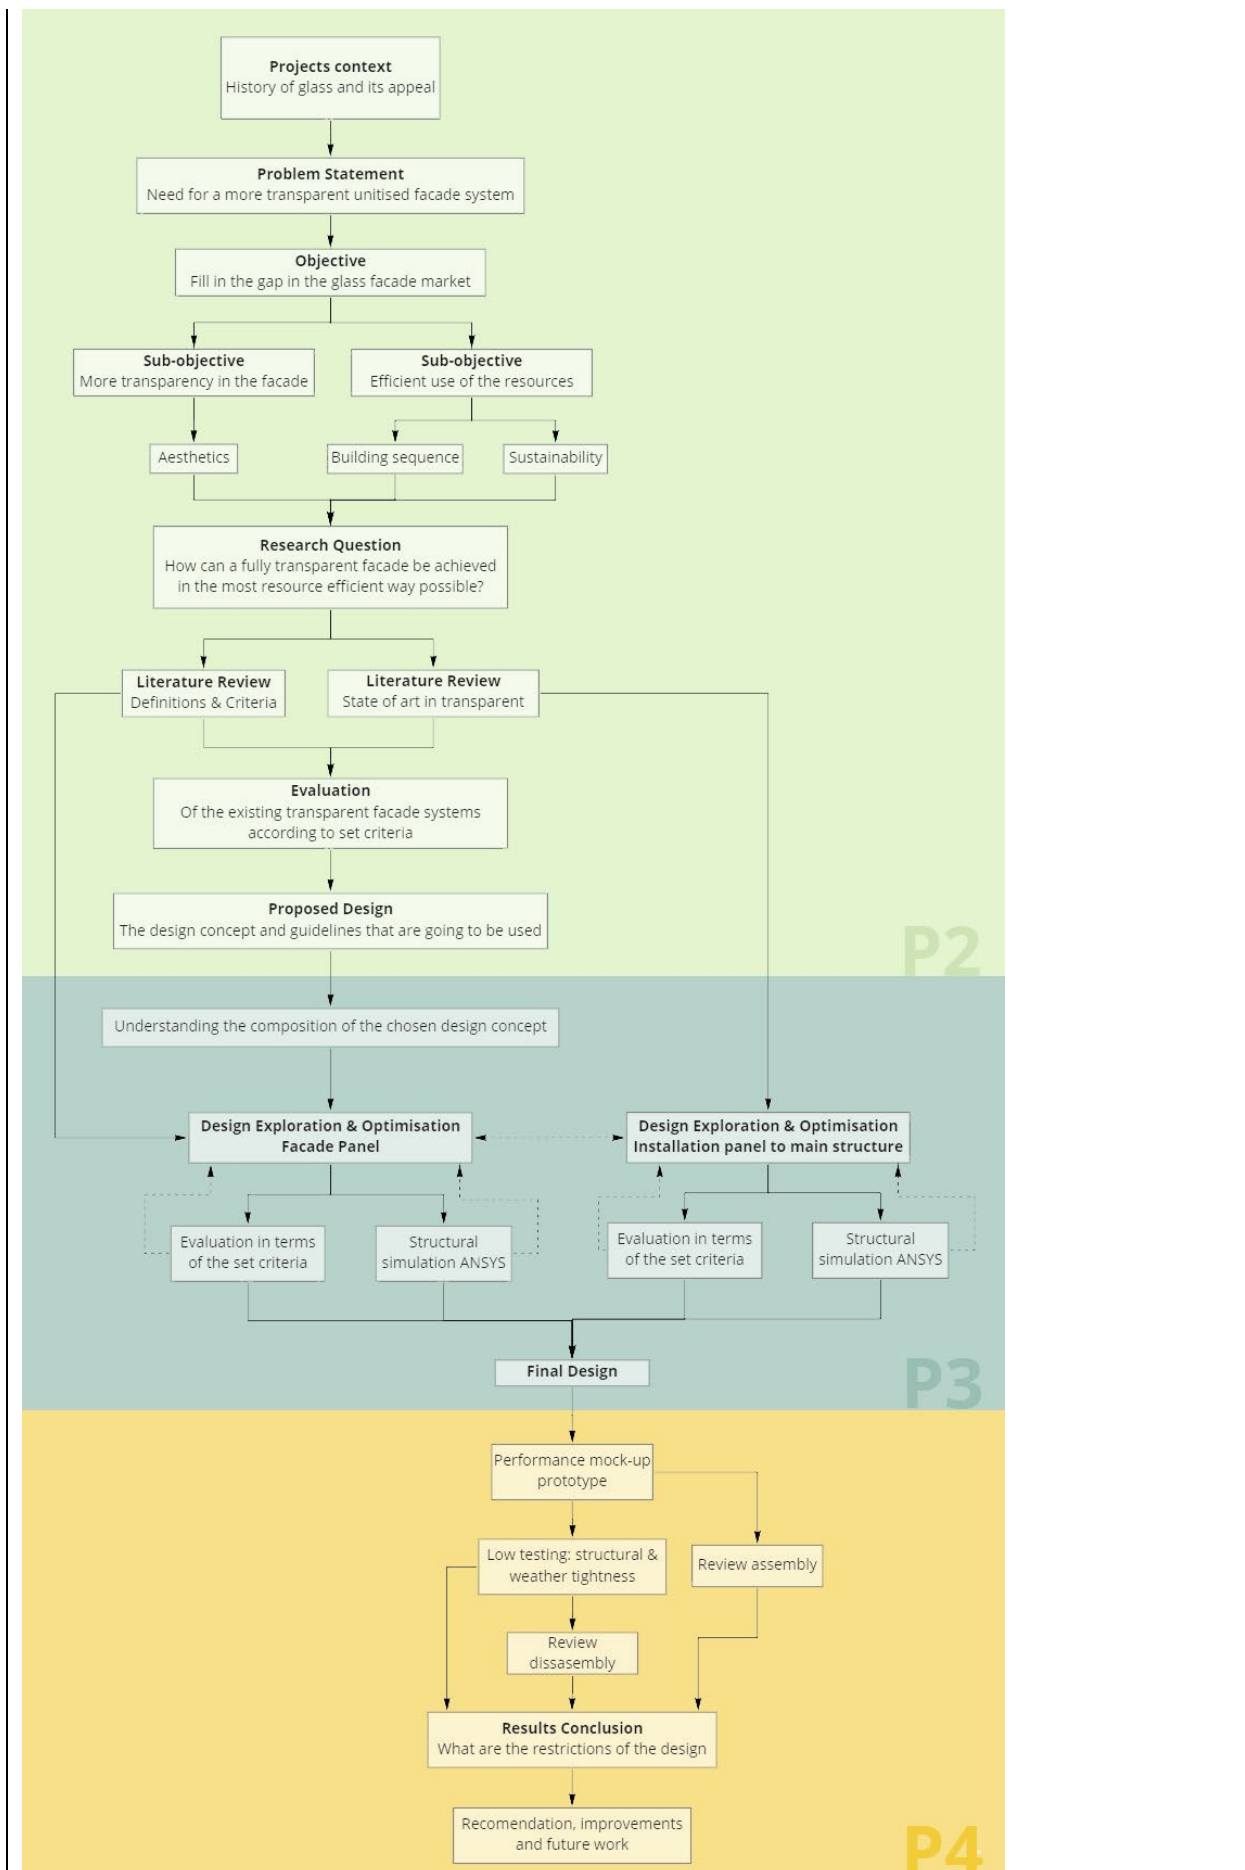 Projects context
History of glass and its appeal
Problem Statement
Need for a more transparent unitised facade system
Objective
Fill in the gap in the glass facade market
Sub-objective
More transparency in the facade
Sub-objective
Efficient use of the resources
Aesthetics
Building sequence
Sustainability
Research Question
How can a fully transparent facade be achieved
in the most resource efficient way possible?
Literature Review
Definitions & Criteria
Literature Review
State of art in transparent
Evaluation
Of the existing transparent facade systems
according to set criteria
Proposed Design
The design concept and guidelines that are going to be used
P2
Understanding the composition of the chosen design concept
Design Exploration & Optimisation
Facade Panel
Design Exploration & Optimisation
Installation panel to main structure
Evaluation in terms
of the set criteria
Structural
simulation ANSYS
Evaluation in terms
of the set criteria
Structural
simulation ANSYS
Final Design
P3
Performance mock-up
prototype
Low testing: structural &
weather tightness
Review assembly
Review
dissasembly
Results Conclusion
What are the restrictions of the design
Recomendation, improvements
and future work
P4